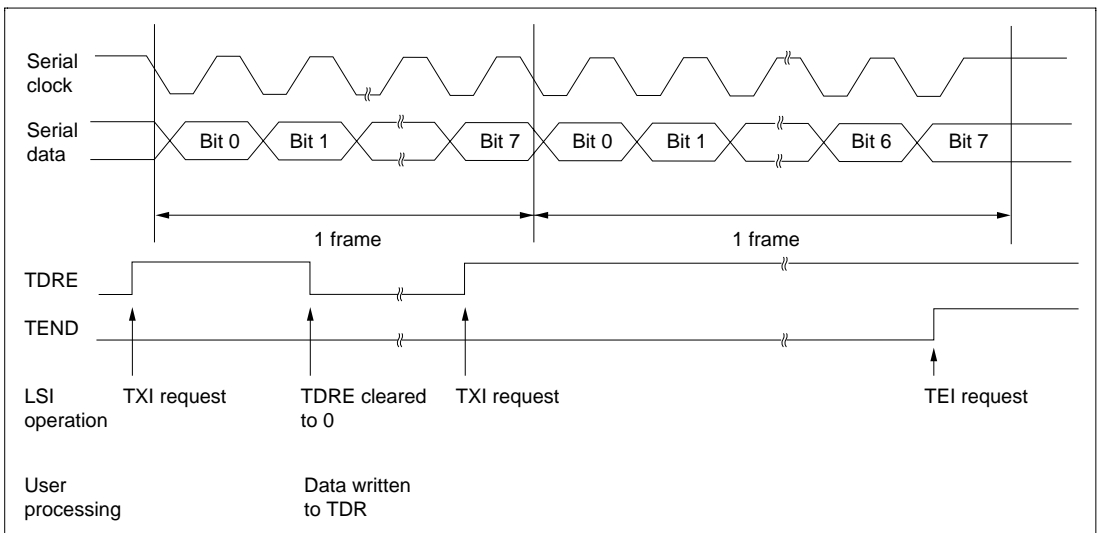 Serial
clock
Serial
data
Bit 0 Bit 1 Bit 7 Bit 0 Bit 1 Bit 6 Bit 7
1 frame 1 frame
TDRE
TEND
LSI
operation
TXI request
TDRE cleared
to 0
TXI request
TEI request
User
processing
Data written
to TDR